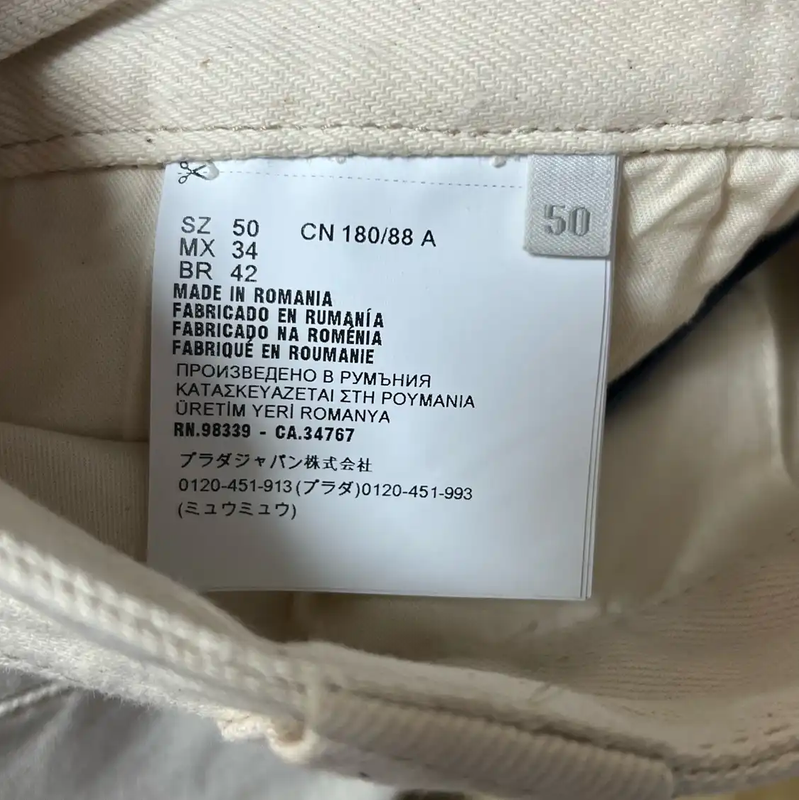 50
SZ 50 CN 180/88 A
MX 34
BR 42
MADE IN ROMANIA
FABRICADO EN RUMANÍA
FABRICADO NA ROMÉNIA
FABRIQUÉ EN ROUMANIE
ПРОИЗВЕДЕНО В РУМЪНИЯ
ΚΑΤΑΣΚΕΥΑΖΕΤΑΙ ΣΤΗ ΡΟΥΜΑΝΙΑ
ÜRETİM YERİ ROMANYA
RN.98339 - CA.34767
プラダジャパン株式会社
0120-451-913(プラダ)0120-451-993
(ミュウミュウ)